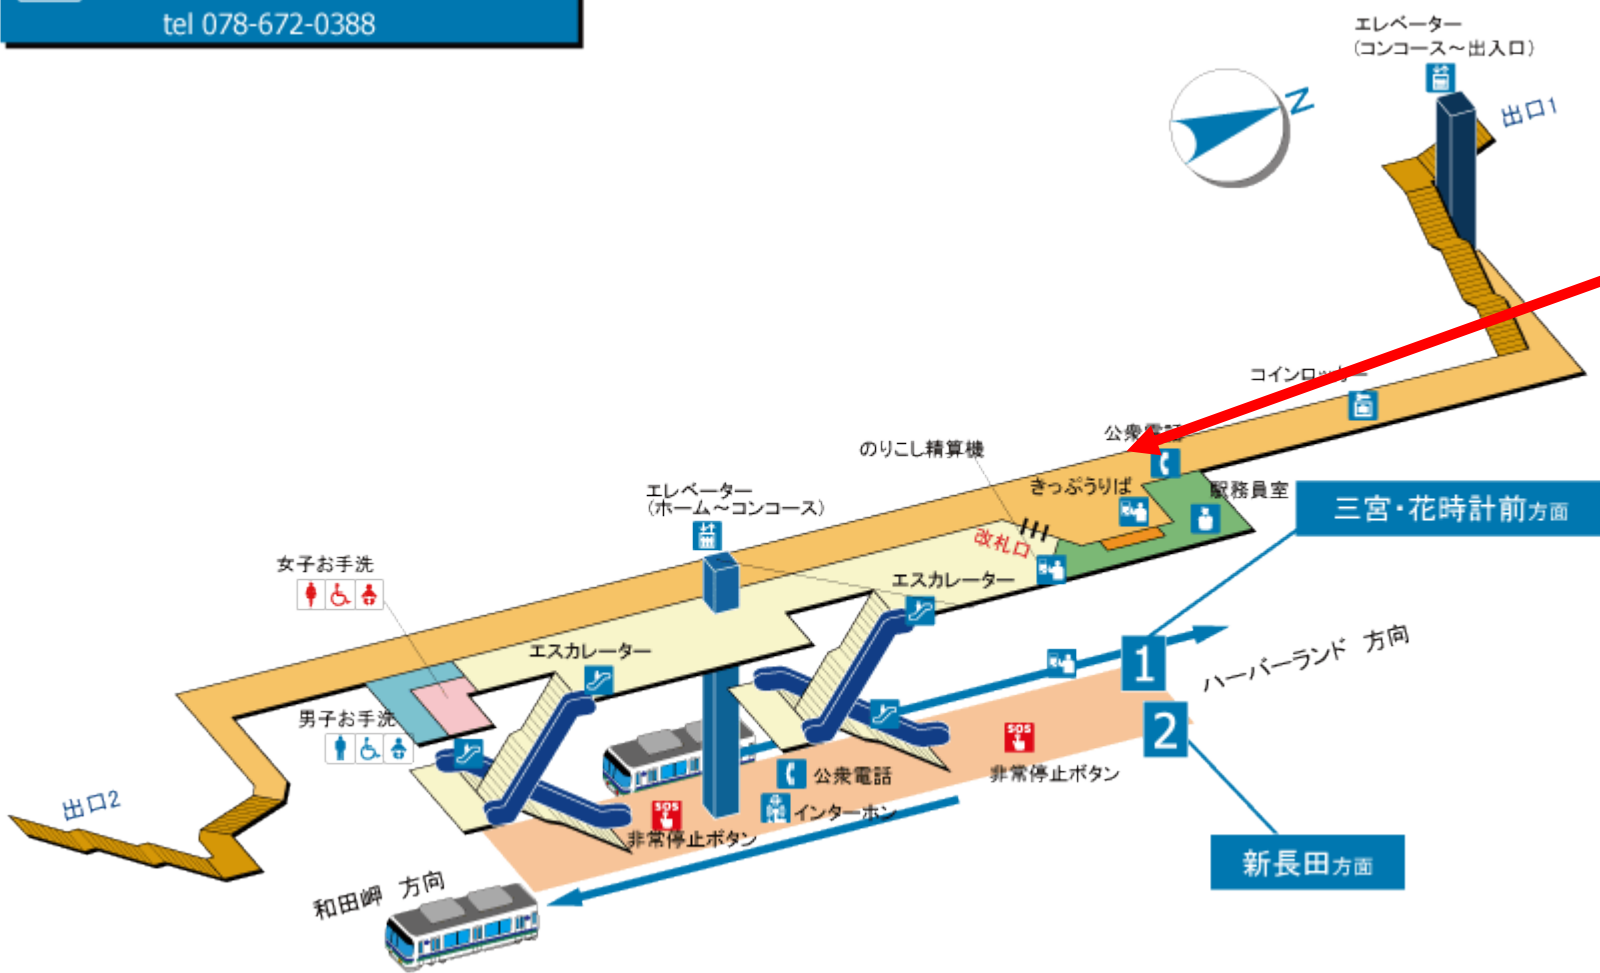 tel 078-672-0388
エレベーター
(コンコース～出入口)
N
出口1
コインロッカー
公衆電話
のりこし精算機
きっぷうりば
駅務員室
エレベーター
(ホーム～コンコース)
三宮・花時計前方面
改札口
女子お手洗
エスカレーター
エスカレーター
1
ハーバーランド 方向
男子お手洗
2
SOS
非常停止ボタン
公衆電話
出口2
SOS
インターホン
非常停止ボタン
新長田方面
和田岬 方向